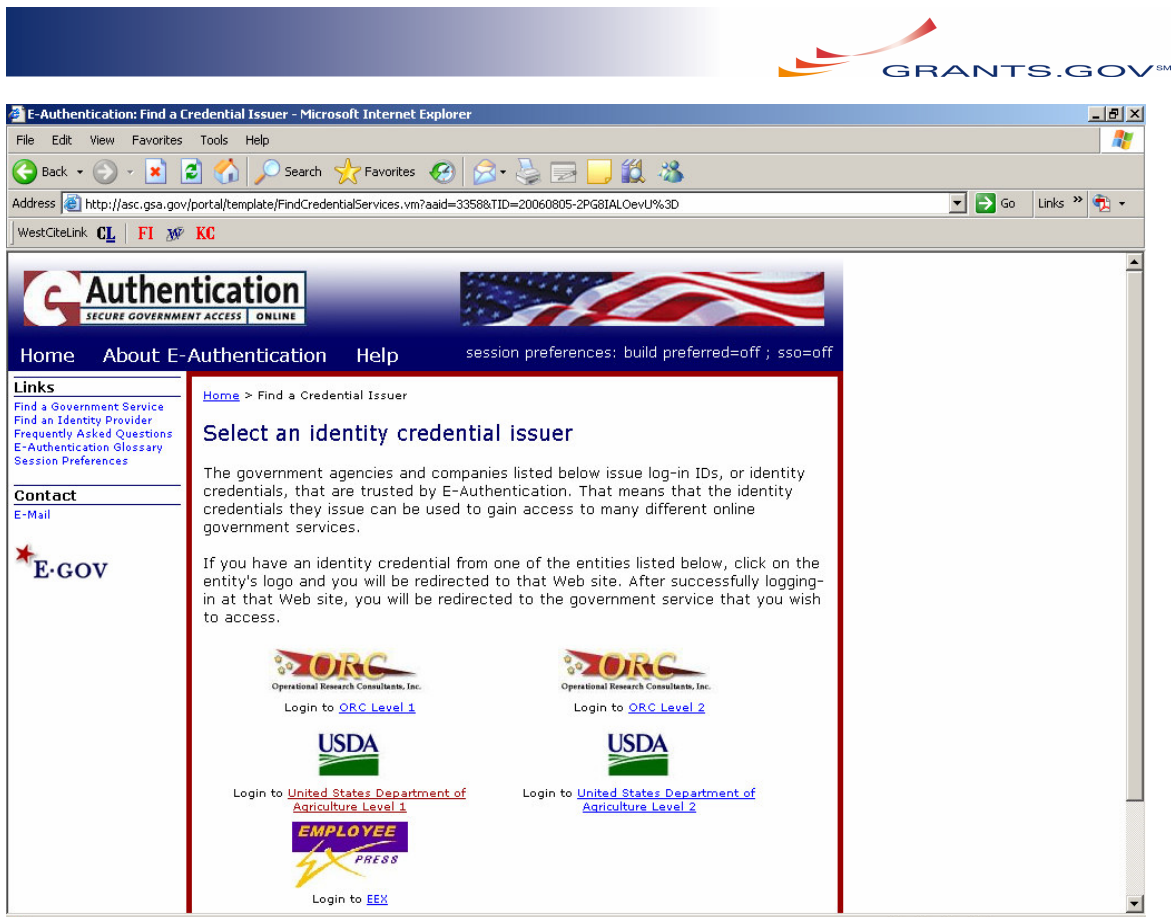 GRANTS.GOV℠
E-Authentication: Find a Credential Issuer - Microsoft Internet Explorer
File Edit View Favorites Tools Help
Back Search Favorites
Address http://asc.gsa.gov/portal/template/FindCredentialServices.vm?aaid=3358&TID=20060805-2PG8IALOevU%3D Go Links »
WestCiteLink CL FI W KC
e Authentication
SECURE GOVERNMENT ACCESS ONLINE
Home About E-Authentication Help session preferences: build preferred=off ; sso=off
Links
Find a Government Service
Find an Identity Provider
Frequently Asked Questions
E-Authentication Glossary
Session Preferences
Contact
E-Mail
E·GOV
Home > Find a Credential Issuer
Select an identity credential issuer
The government agencies and companies listed below issue log-in IDs, or identity
credentials, that are trusted by E-Authentication. That means that the identity
credentials they issue can be used to gain access to many different online
government services.
If you have an identity credential from one of the entities listed below, click on the
entity's logo and you will be redirected to that Web site. After successfully logging-
in at that Web site, you will be redirected to the government service that you wish
to access.
ORC ORC
Operational Research Consultants, Inc. Operational Research Consultants, Inc.
Login to ORC Level 1 Login to ORC Level 2
USDA USDA
Login to United States Department of Login to United States Department of
Agriculture Level 1 Agriculture Level 2
EMPLOYEE
XPRESS
Login to EEX